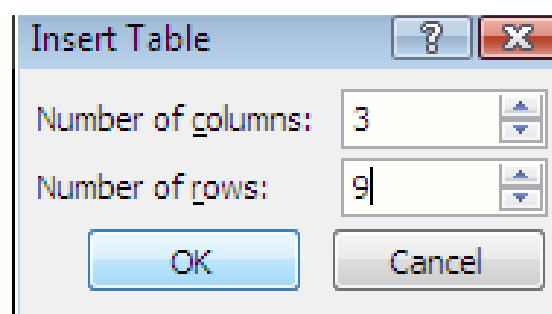 Insert Table
Number of columns: 3
Number of rows: 9
OK Cancel